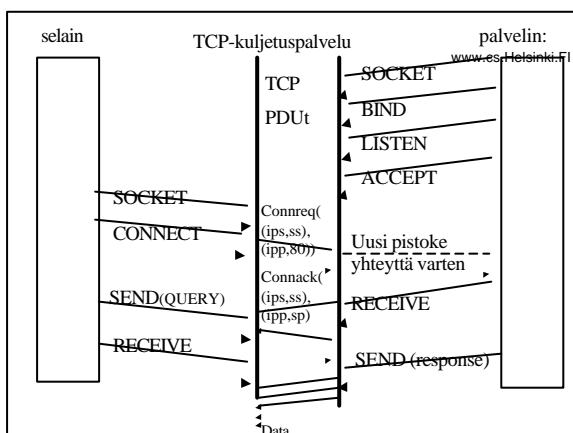 selain
TCP-kuljetuspalvelu
palvelin:
www.cs.Helsinki.FI
TCP
PDUt
SOCKET
BIND
LISTEN
ACCEPT
SOCKET
CONNECT
Connreq(
(ips,ss),
(ipp,80))
Uusi pistoke
yhteyttä varten
Connack(
(ips,ss),
(ipp,sp)
SEND(QUERY)
RECEIVE
RECEIVE
SEND (response)
Data